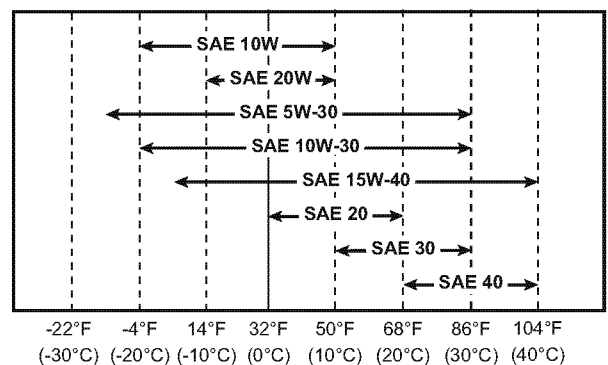 SAE 10W
SAE 20W
SAE 5W-30
SAE 10W-30
SAE 15W-40
SAE 20
SAE 30
SAE 40
-22°F -4°F 14°F 32°F 50°F 68°F 86°F 104°F
(-30°C) (-20°C) (-10°C) (0°C) (10°C) (20°C) (30°C) (40°C)